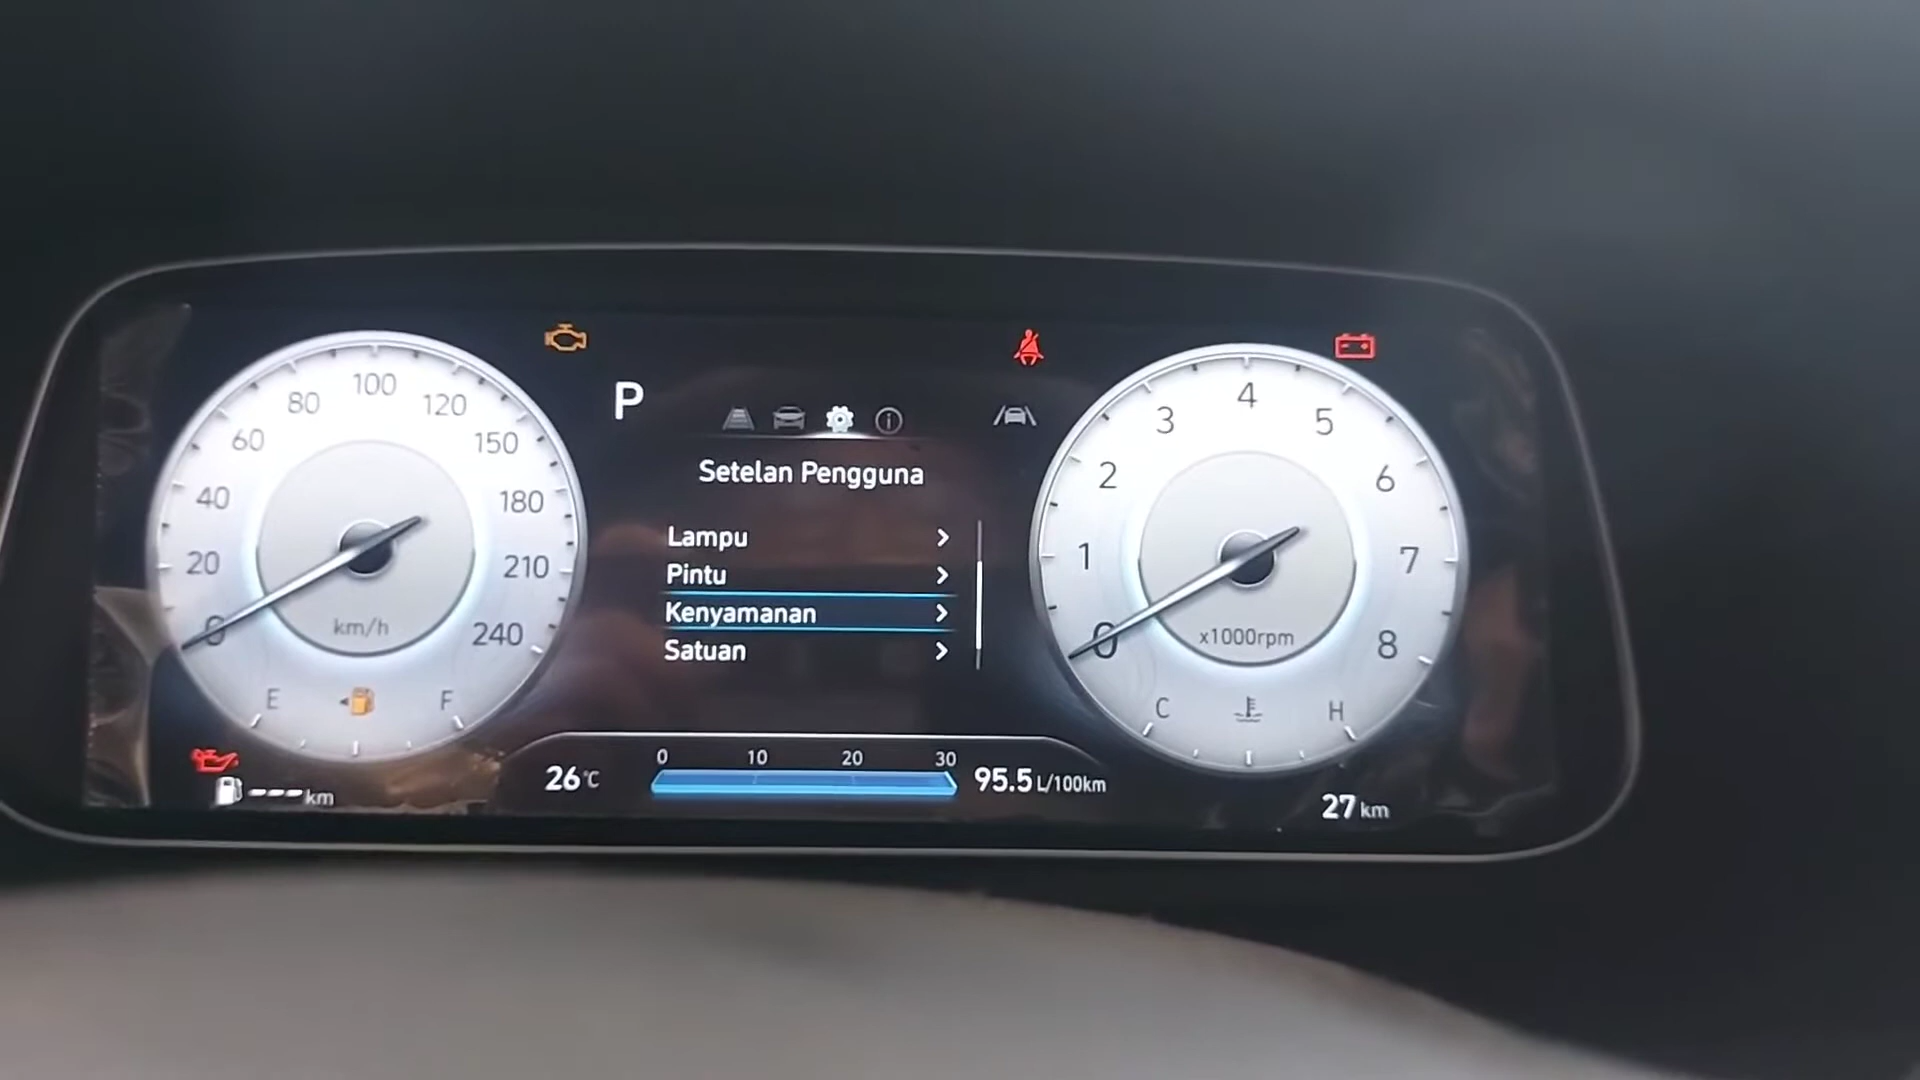 0
20
40
60
80
100
120
150
180
210
240
km/h
E
F
--- km
P
Setelan Pengguna
Lampu
Pintu
Kenyamanan
Satuan
26°C
0 10 20 30
95.5 L/100km
0
1
2
3
4
5
6
7
8
x1000rpm
C
H
27 km